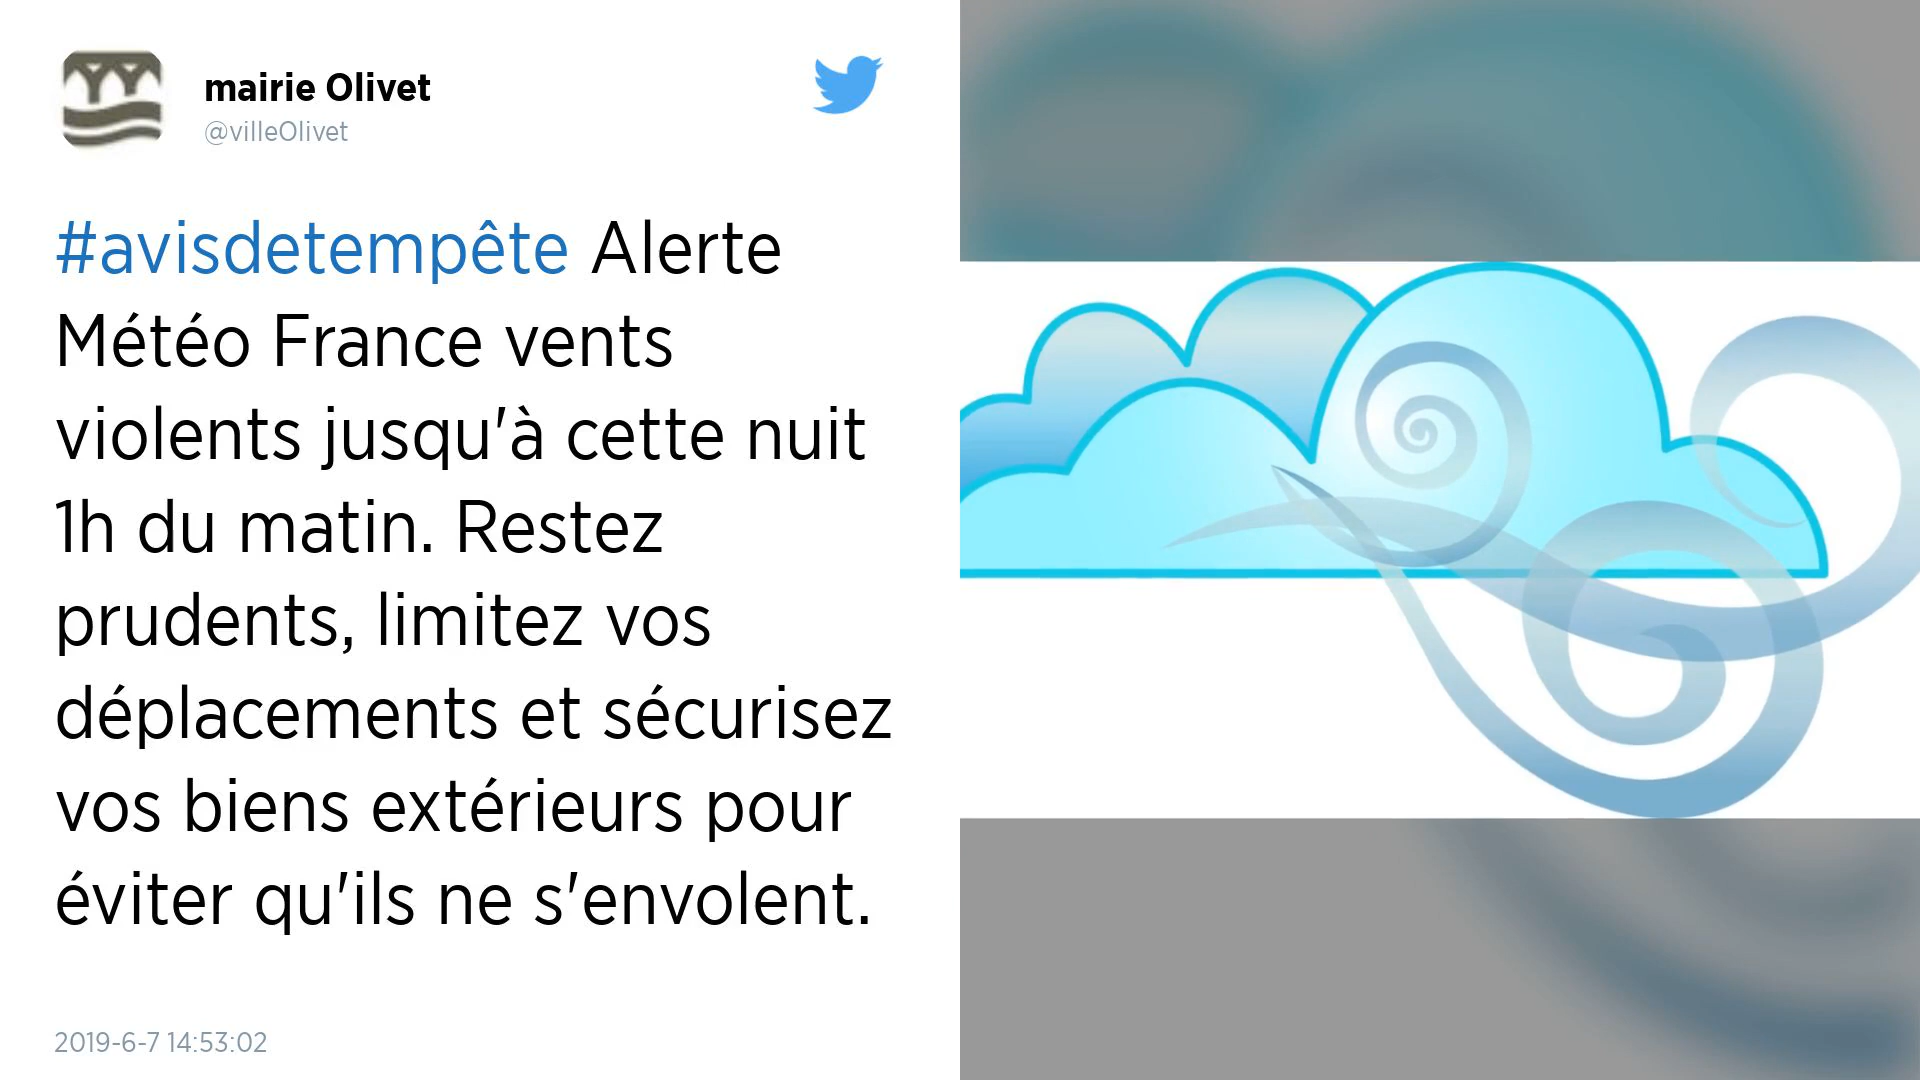 mairie Olivet
@villeOlivet
#avisdetempête Alerte
Météo France vents
violents jusqu'à cette nuit
1h du matin. Restez
prudents, limitez vos
déplacements et sécurisez
vos biens extérieurs pour
éviter qu'ils ne s'envolent.
2019-6-7 14:53:02